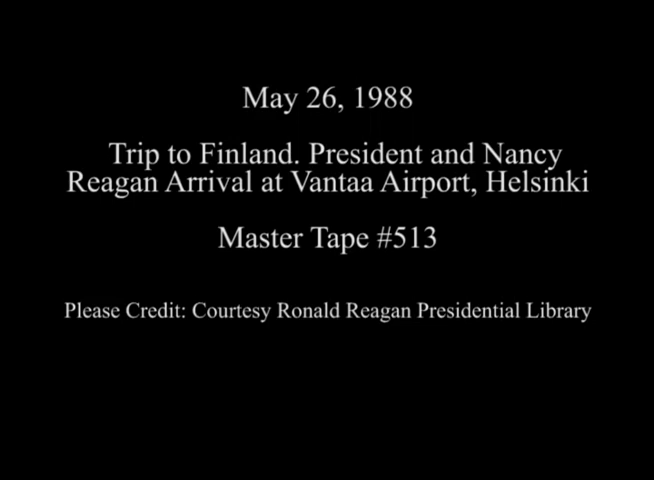 May 26, 1988
Trip to Finland. President and Nancy
Reagan Arrival at Vantaa Airport, Helsinki
Master Tape #513
Please Credit: Courtesy Ronald Reagan Presidential Library